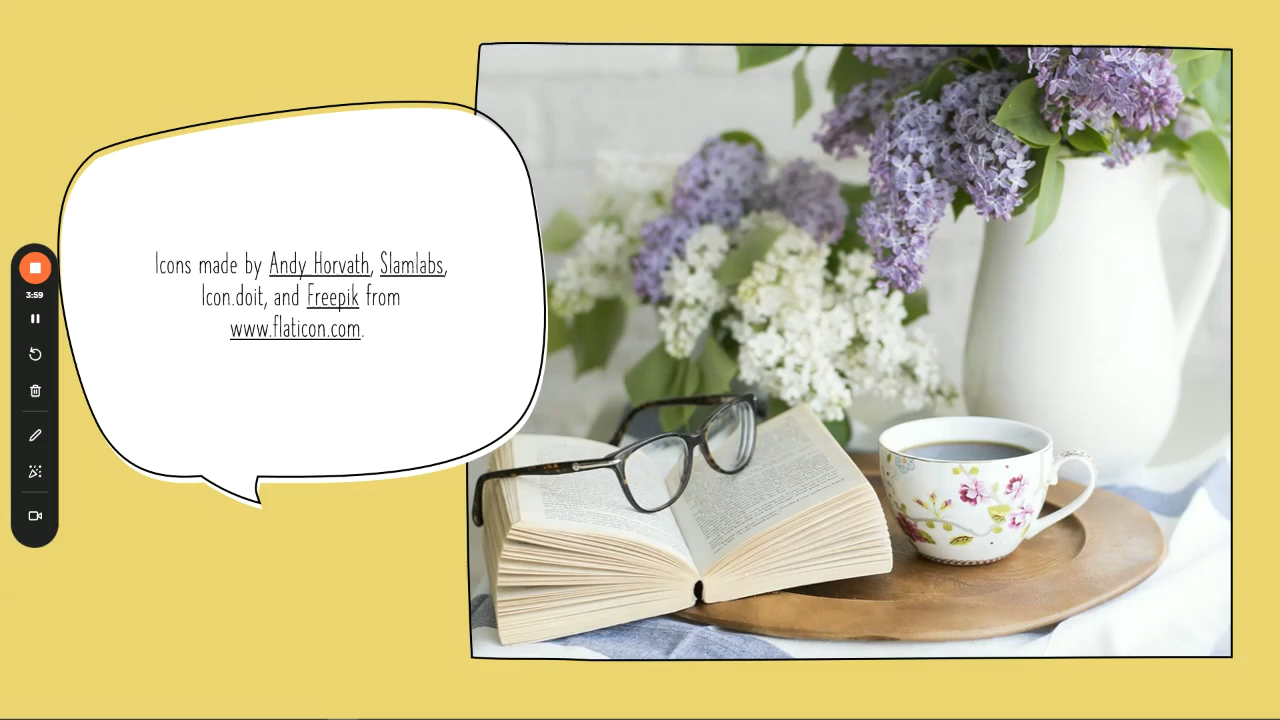 Icons made by Andy Horvath, Slamlabs,
Icon.doit, and Freepik from
www.flaticon.com.
3:59